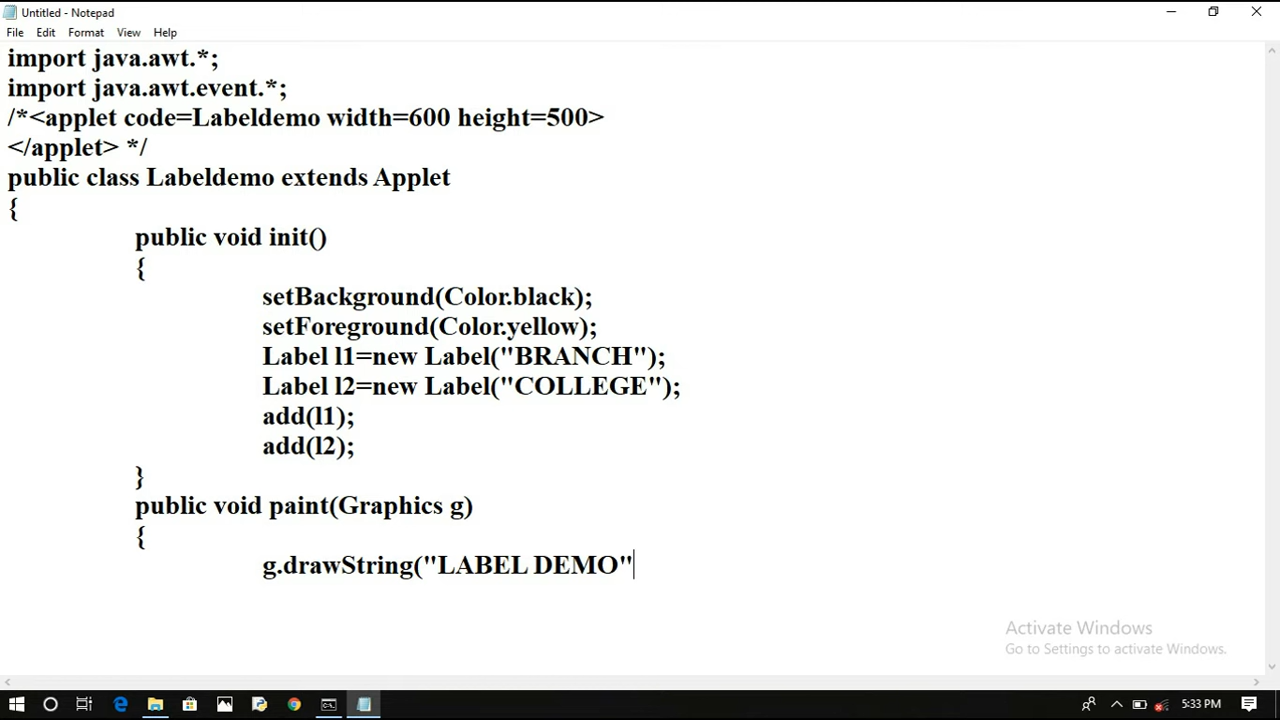 Untitled - Notepad
File Edit Format View Help
import java.awt.*;
import java.awt.event.*;
/*<applet code=Labeldemo width=600 height=500>
</applet> */
public class Labeldemo extends Applet
{
public void init()
{
setBackground(Color.black);
setForeground(Color.yellow);
Label l1=new Label("BRANCH");
Label l2=new Label("COLLEGE");
add(l1);
add(l2);
}
public void paint(Graphics g)
{
g.drawString("LABEL DEMO"
Activate Windows
Go to Settings to activate Windows.
5:33 PM